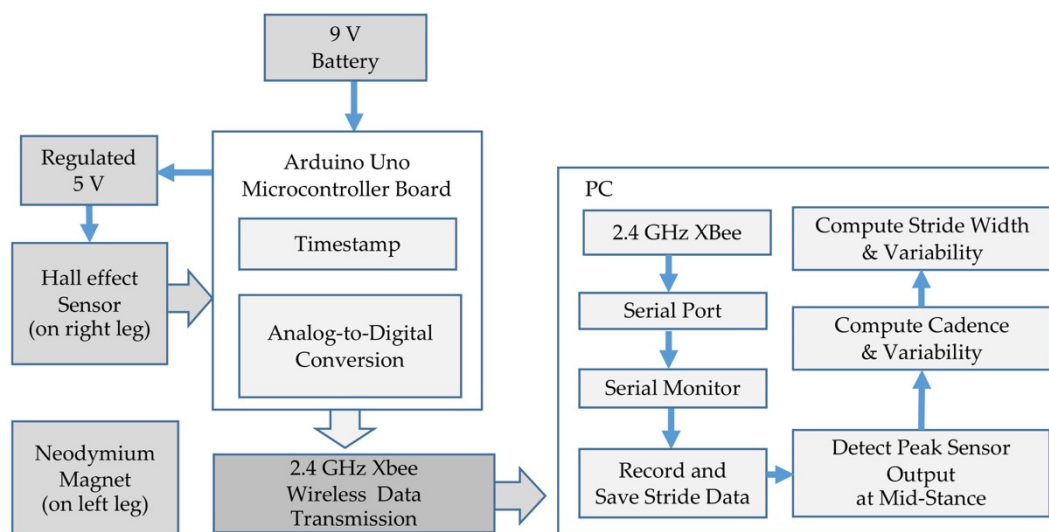 9 V
Battery
Regulated
5 V
Arduino Uno
Microcontroller Board
Timestamp
Hall effect
Sensor
(on right leg)
Analog-to-Digital
Conversion
Neodymium
Magnet
(on left leg)
2.4 GHz Xbee
Wireless Data
Transmission
PC
2.4 GHz XBee
Serial Port
Serial Monitor
Record and
Save Stride Data
Detect Peak Sensor
Output
at Mid-Stance
Compute Cadence
& Variability
Compute Stride Width
& Variability